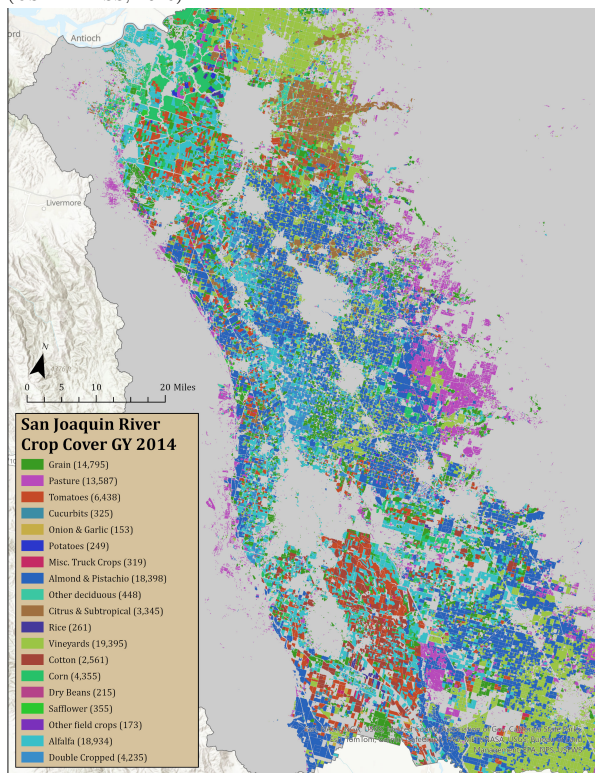 Antioch
Livermore
N
0 5 10 20 Miles
San Joaquin River
Crop Cover GY 2014
Grain (14,795)
Pasture (13,587)
Tomatoes (6,438)
Cucurbits (325)
Onion & Garlic (153)
Potatoes (249)
Misc. Truck Crops (319)
Almond & Pistachio (18,398)
Other deciduous (448)
Citrus & Subtropical (3,345)
Rice (261)
Vineyards (19,395)
Cotton (2,561)
Corn (4,355)
Dry Beans (215)
Safflower (355)
Other field crops (173)
Alfalfa (18,934)
Double Cropped (4,235)